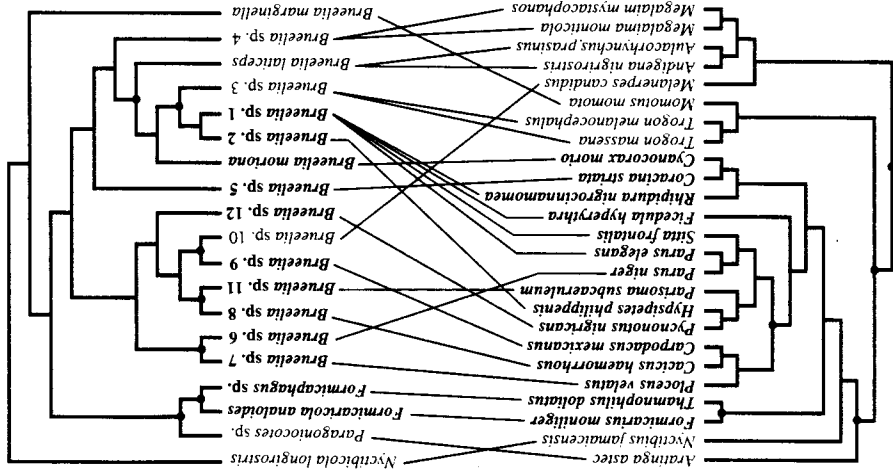 Aratinga astec
Nyctibius jamaicensis
Formicarius moniliger
Thamnophilus doliatus
Ploceus velatus
Cacicus haemorrhous
Carpodacus mexicanus
Pycnonotus nigricans
Hypsipetes philippenis
Parisoma subcaeruleum
Parus niger
Parus elegans
Sitta frontalis
Ficedula hyperythra
Rhipidura nigrocinnamomea
Coracina striata
Cyanocorax morio
Trogon massena
Trogon melanocephalus
Momotus momota
Melanerpes candidus
Andigena nigrirostris
Aulacorhynchus prasinus
Megalaima monticola
Megalaim mystacophanos
Nyctibicola longirostris
Paragoniocotes sp.
Formicaricola analoides
Formicaphagus sp.
Brueelia sp. 7
Brueelia sp. 6
Brueelia sp. 8
Brueelia sp. 11
Brueelia sp. 9
Brueelia sp. 10
Brueelia sp. 12
Brueelia sp. 5
Brueelia moriona
Brueelia sp. 2
Brueelia sp. 1
Brueelia sp. 3
Brueelia laticeps
Brueelia sp. 4
Brueelia marginella